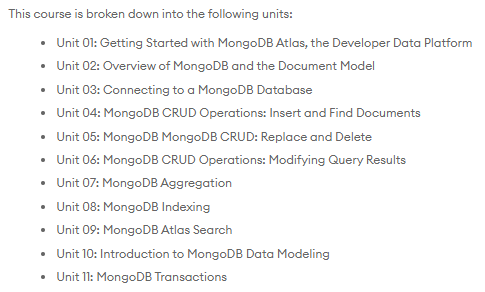 This course is broken down into the following units:
• Unit 01: Getting Started with MongoDB Atlas, the Developer Data Platform
• Unit 02: Overview of MongoDB and the Document Model
• Unit 03: Connecting to a MongoDB Database
• Unit 04: MongoDB CRUD Operations: Insert and Find Documents
• Unit 05: MongoDB MongoDB CRUD: Replace and Delete
• Unit 06: MongoDB CRUD Operations: Modifying Query Results
• Unit 07: MongoDB Aggregation
• Unit 08: MongoDB Indexing
• Unit 09: MongoDB Atlas Search
• Unit 10: Introduction to MongoDB Data Modeling
• Unit 11: MongoDB Transactions